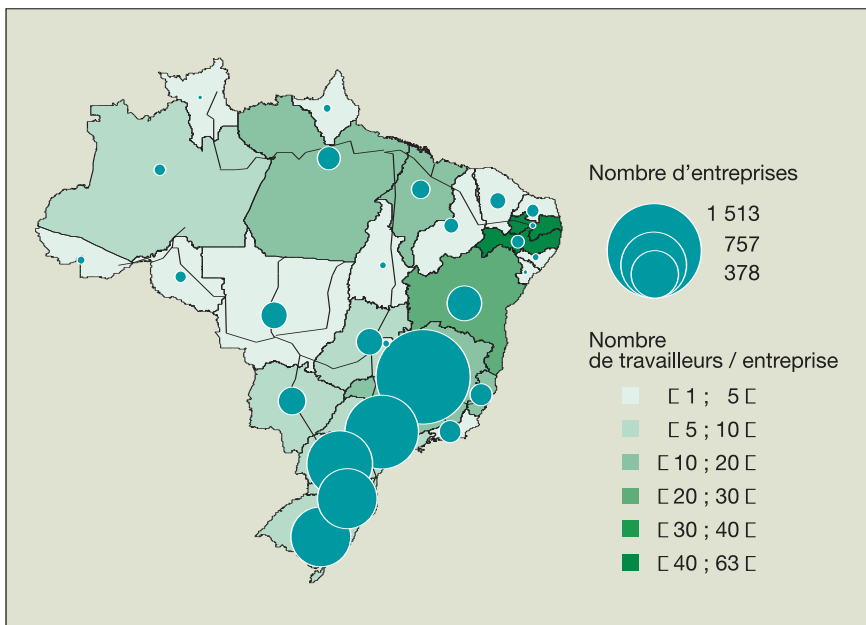 Nombre d'entreprises
1 513
757
378
Nombre
de travailleurs / entreprise
[ 1 ; 5 [
[ 5 ; 10 [
[ 10 ; 20 [
[ 20 ; 30 [
[ 30 ; 40 [
[ 40 ; 63 [